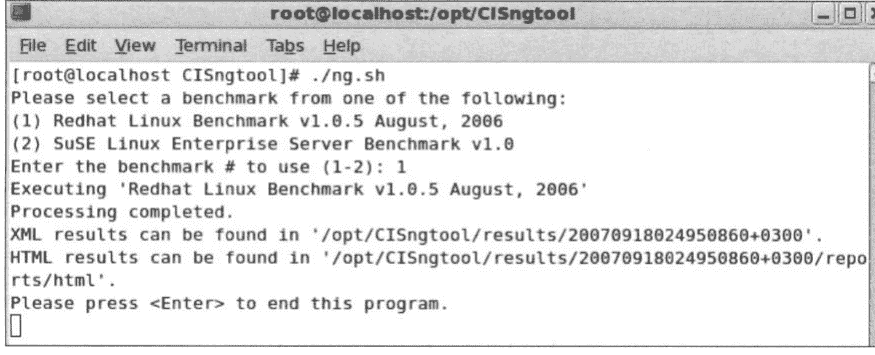 root@localhost:/opt/CISngtool
File Edit View Terminal Tabs Help
[root@localhost CISngtool]# ./ng.sh
Please select a benchmark from one of the following:
(1) Redhat Linux Benchmark v1.0.5 August, 2006
(2) SuSE Linux Enterprise Server Benchmark v1.0
Enter the benchmark # to use (1-2): 1
Executing 'Redhat Linux Benchmark v1.0.5 August, 2006'
Processing completed.
XML results can be found in '/opt/CISngtool/results/20070918024950860+0300'.
HTML results can be found in '/opt/CISngtool/results/20070918024950860+0300/repo
rts/html'.
Please press <Enter> to end this program.